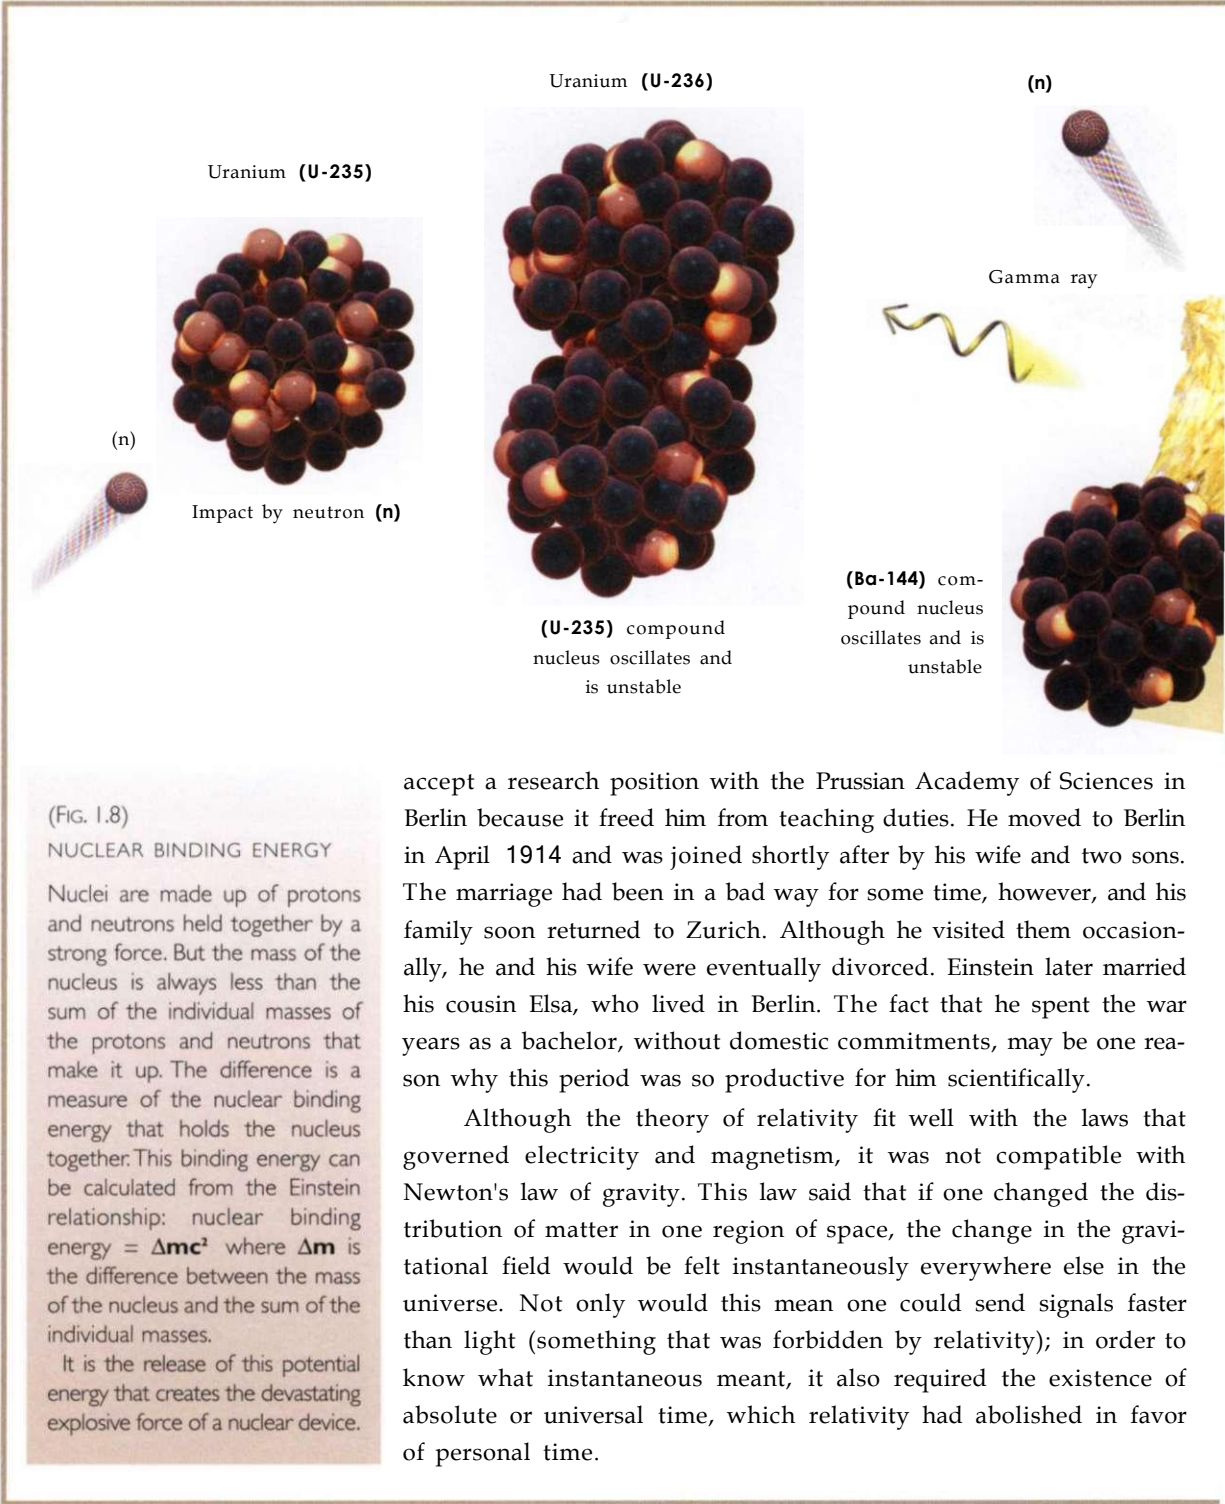 Uranium (U-236)
(n)
Uranium (U-235)
Gamma ray
(n)
Impact by neutron (n)
(U-235) compound
nucleus oscillates and
is unstable
(Ba-144) com-
pound nucleus
oscillates and is
unstable
(FIG. 1.8)
NUCLEAR BINDING ENERGY
Nuclei are made up of protons
and neutrons held together by a
strong force. But the mass of the
nucleus is always less than the
sum of the individual masses of
the protons and neutrons that
make it up. The difference is a
measure of the nuclear binding
energy that holds the nucleus
together. This binding energy can
be calculated from the Einstein
relationship: nuclear binding
energy = Δmc² where Δm is
the difference between the mass
of the nucleus and the sum of the
individual masses.
It is the release of this potential
energy that creates the devastating
explosive force of a nuclear device.
accept a research position with the Prussian Academy of Sciences in
Berlin because it freed him from teaching duties. He moved to Berlin
in April 1914 and was joined shortly after by his wife and two sons.
The marriage had been in a bad way for some time, however, and his
family soon returned to Zurich. Although he visited them occasion-
ally, he and his wife were eventually divorced. Einstein later married
his cousin Elsa, who lived in Berlin. The fact that he spent the war
years as a bachelor, without domestic commitments, may be one rea-
son why this period was so productive for him scientifically.
Although the theory of relativity fit well with the laws that
governed electricity and magnetism, it was not compatible with
Newton's law of gravity. This law said that if one changed the dis-
tribution of matter in one region of space, the change in the gravi-
tational field would be felt instantaneously everywhere else in the
universe. Not only would this mean one could send signals faster
than light (something that was forbidden by relativity); in order to
know what instantaneous meant, it also required the existence of
absolute or universal time, which relativity had abolished in favor
of personal time.